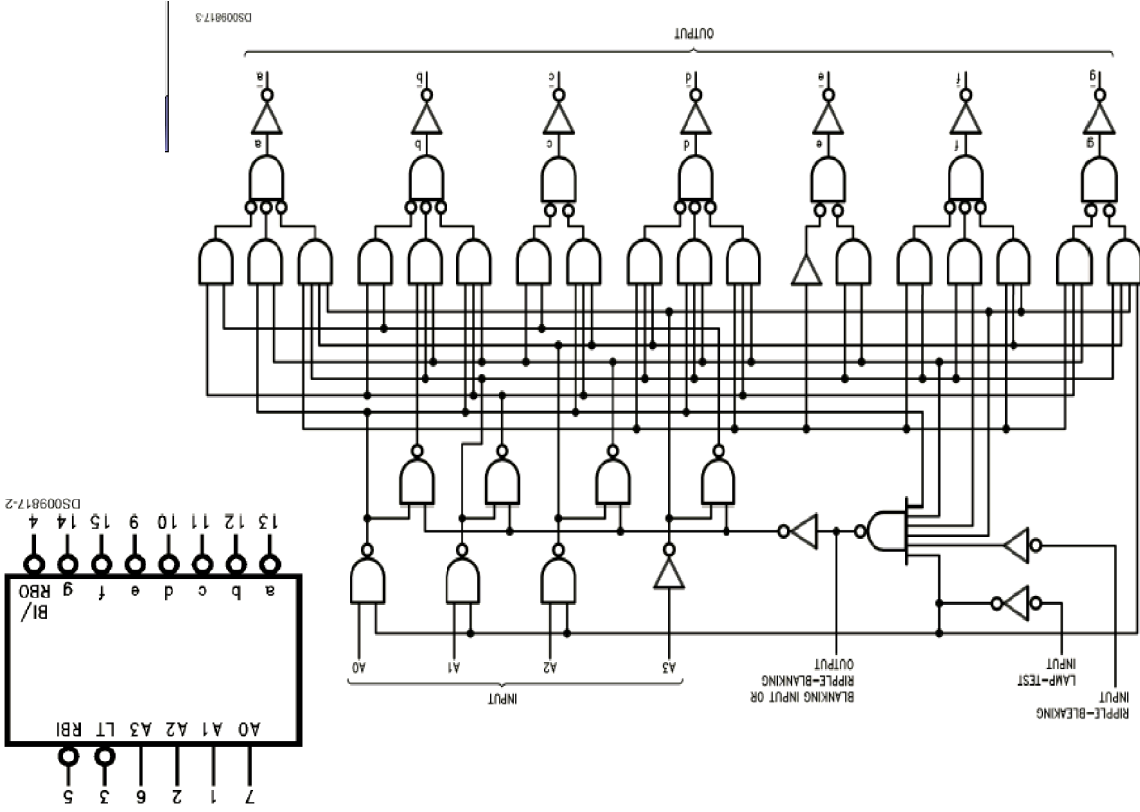 RIPPLE-BLEAKING
INPUT
LAMP-TEST
INPUT
BLANKING INPUT OR
RIPPLE-BLANKING
OUTPUT
INPUT
A3
A2
A1
A0
g
f
e
d
c
b
a
g
f
e
d
c
b
a
OUTPUT
DS009817-3
7 1 2 6 3 5
A0 A1 A2 A3 LT RBI
BI/
a b c d e f g RBO
13 12 11 10 9 15 14 4
DS009817-2